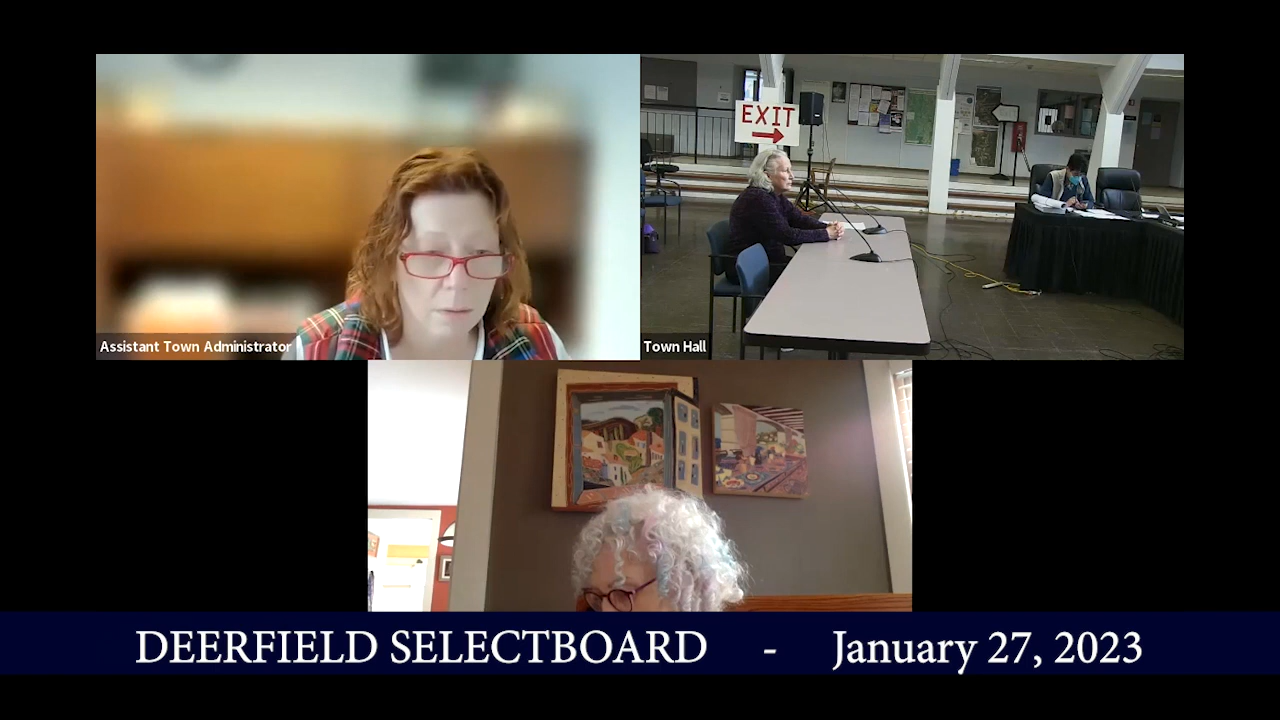 EXIT
Assistant Town Administrator
Town Hall
DEERFIELD SELECTBOARD - January 27, 2023